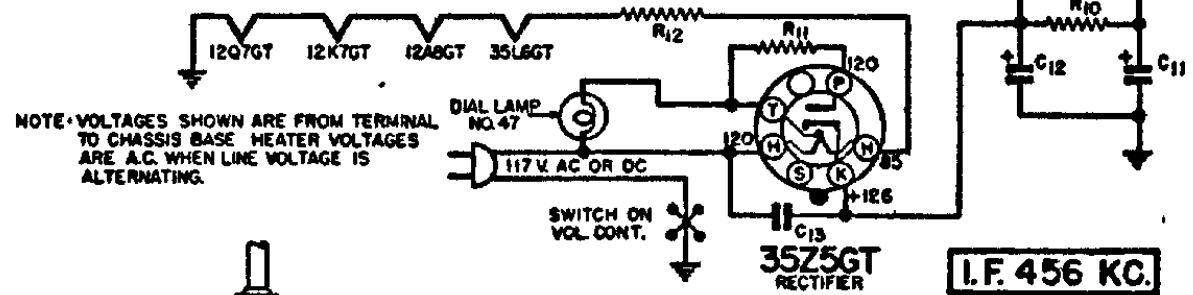 R10
R12
R11
12Q7GT 12K7GT 12A8GT 35L6GT
120
P
+ C12
+ C11
NOTE: VOLTAGES SHOWN ARE FROM TERMINAL
TO CHASSIS BASE HEATER VOLTAGES
ARE A.C. WHEN LINE VOLTAGE IS
ALTERNATING.
DIAL LAMP
NO. 47
T
120
H
H
85
S
K
+126
117 V. AC OR DC
SWITCH ON
VOL. CONT.
C13
35Z5GT
RECTIFIER
I.F. 456 KC.